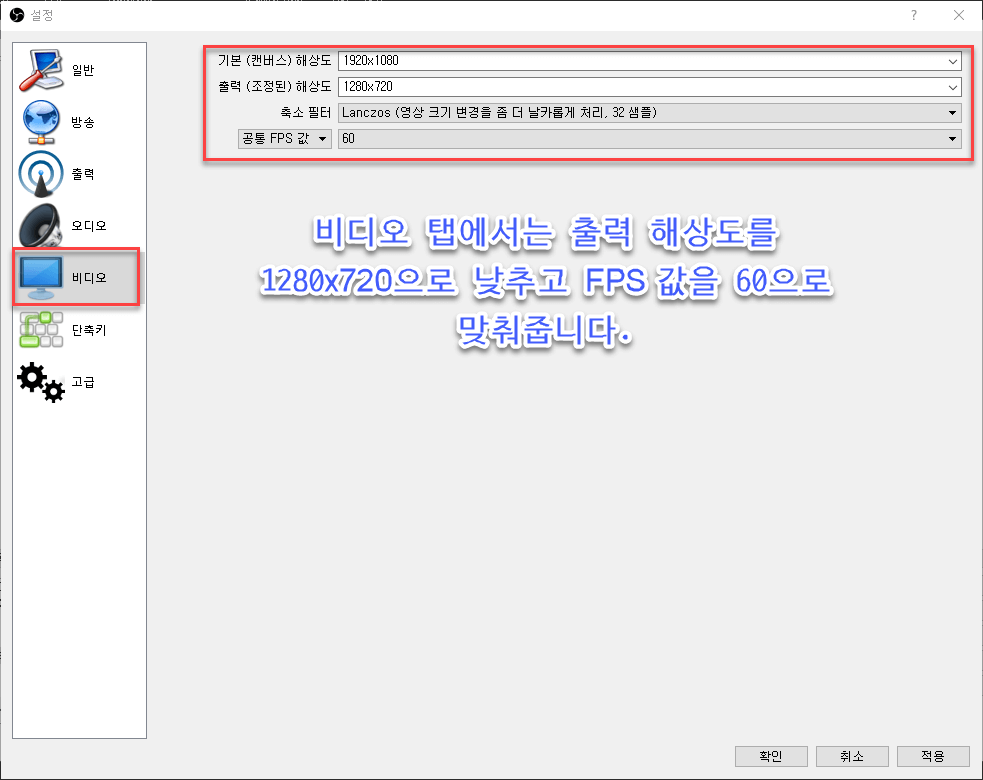 설정
일반
방송
출력
오디오
비디오
단축키
고급
기본 (캔버스) 해상도 1920x1080
출력 (조정된) 해상도 1280x720
축소 필터 Lanczos (영상 크기 변경을 좀 더 날카롭게 처리, 32 샘플)
공통 FPS 값 60
비디오 탭에서는 출력 해상도를
1280x720으로 낮추고 FPS 값을 60으로
맞춰줍니다.
확인 취소 적용